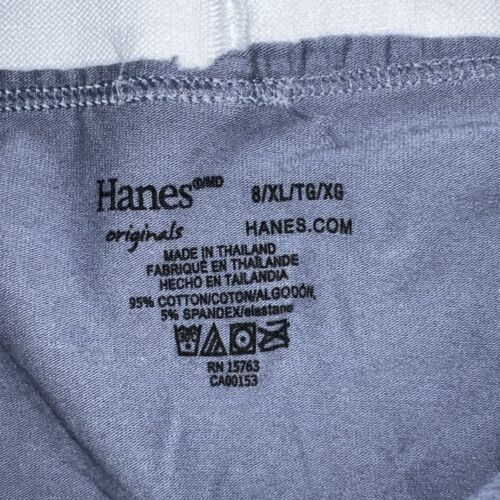 Hanes®/MD 8/XL/TG/XG
originals HANES.COM
MADE IN THAILAND
FABRIQUÉ EN THAÏLANDE
HECHO EN TAILANDIA
95% COTTON/COTON/ALGODÓN,
5% SPANDEX/elastano
RN 15763
CA00153